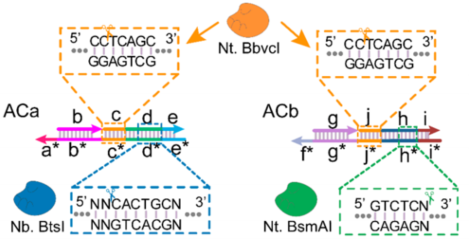 5' CCTCAGC 3'
GGAGTCG
Nt. BbvcI
5' CCTCAGC 3'
GGAGTCG
ACa
b c d e
a* b* c* d* e*
ACb
g j h i
f* g* j* h* i*
Nb. BtsI
5' NNCACTGCN 3'
NNGTCACGN
Nt. BsmAI
5' GTCTCN 3'
CAGAGN